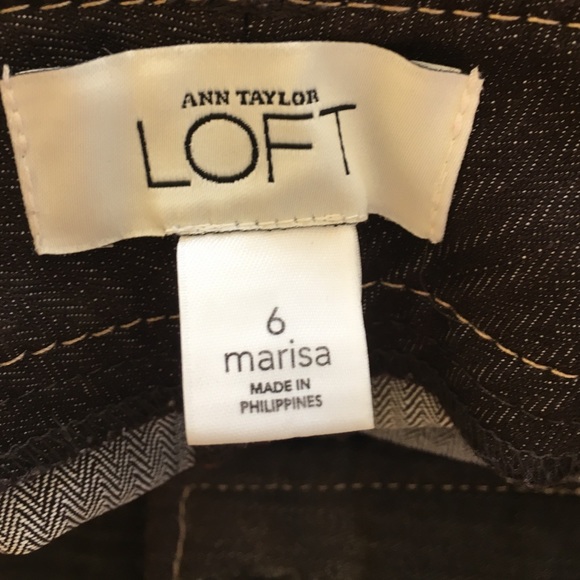 ANN TAYLOR
LOFT
6
marisa
MADE IN
PHILIPPINES